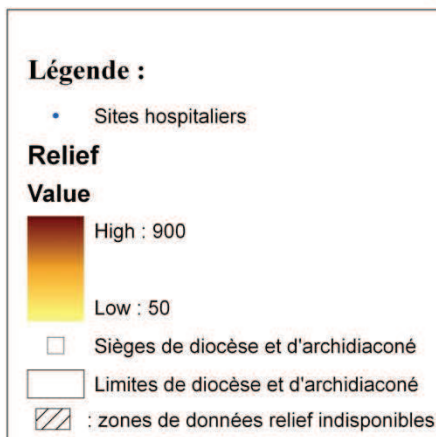 Légende :
Sites hospitaliers
Relief
Value
High : 900
Low : 50
Sièges de diocèse et d'archidiaconé
Limites de diocèse et d'archidiaconé
: zones de données relief indisponibles